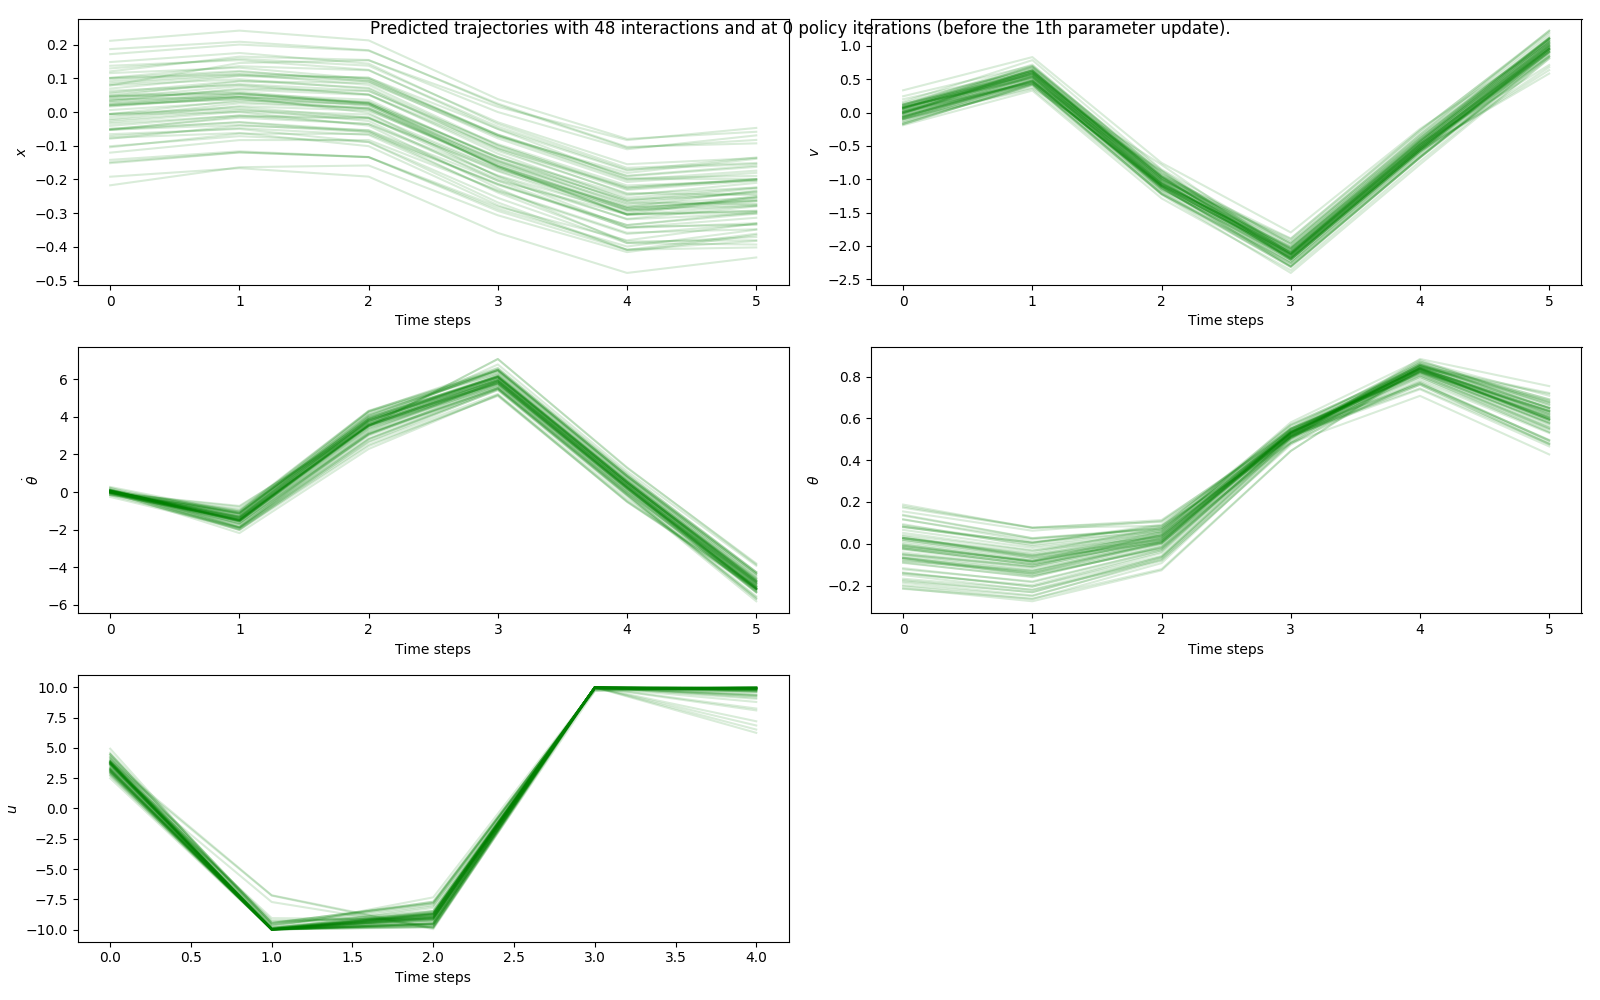 Predicted trajectories with 48 interactions and at 0 policy iterations (before the 1th parameter update).
0.2
0.1
0.0
−0.1
−0.2
−0.3
−0.4
−0.5
x
0 1 2 3 4 5
Time steps
1.0
0.5
0.0
−0.5
−1.0
−1.5
−2.0
−2.5
v
0 1 2 3 4 5
Time steps
6
4
2
0
−2
−4
−6
θ̇
0 1 2 3 4 5
Time steps
0.8
0.6
0.4
0.2
0.0
−0.2
θ
0 1 2 3 4 5
Time steps
10.0
7.5
5.0
2.5
0.0
−2.5
−5.0
−7.5
−10.0
u
0.0 0.5 1.0 1.5 2.0 2.5 3.0 3.5 4.0
Time steps